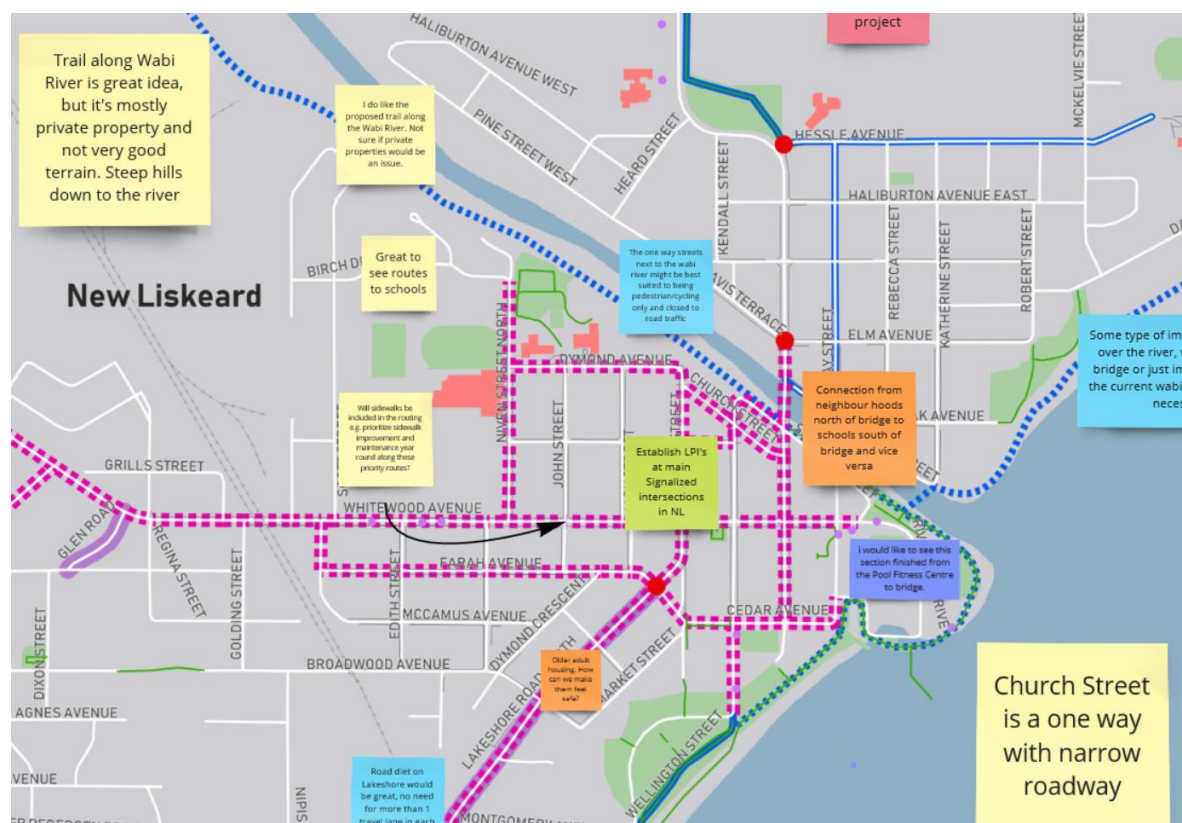 project
HALIBURTON AVENUE WEST
MCKELVIE STREET
Trail along Wabi
River is great idea,
but it's mostly
private property and
not very good
terrain. Steep hills
down to the river
I do like the
proposed trail along
the Wabi River. Not
sure if private
properties would be
an issue.
PINE STREET WEST
HEARD STREET
HESSLE AVENUE
KENDALL STREET
HALIBURTON AVENUE EAST
REBECCA STREET
KATHERINE STREET
ROBERT STREET
Great to
see routes
to schools
BIRCH
The one way streets
next to the wabi
river might be best
suited to being
pedestrian/cycling
only and closed to
road traffic
AVIS TERRACE
AY STREET
ELM AVENUE
New Liskeard
NIVEN STREET NORTH
DYMOND AVENUE
CHURCH STREET
STREET
Some type of im
over the river,
bridge or just im
the current wabi
neces
Connection from
neighbour hoods
north of bridge to
schools south of
bridge and vice
versa
AK AVENUE
Will sidewalks be
included in the routing
e.g. prioritize sidewalk
improvement and
maintenance year
round along these
priority routes?
JOHN STREET
Establish LPI's
at main
Signalized
intersections
in NL
GRILLS STREET
WHITEWOOD AVENUE
GLEN ROAD
REGINA STREET
GOLDING STREET
FARAH AVENUE
EDITH STREET
i would like to see this
section finished from
the Pool Fitness Centre
to bridge.
DRIVE
MCCAMUS AVENUE
DYMOND CRESCENT
CEDAR AVENUE
DIXON STREET
BROADWOOD AVENUE
Older adult
housing. How
can we make
them feel
safe?
MARKET STREET
LAKESHORE ROAD
TH
AGNES AVENUE
WELLINGTON STREET
Church Street
is a one way
with narrow
roadway
VENUE
NIPIS
Road diet on
Lakeshore would
be great, no need
for more than 1
travel lane in each
MONTGOMERY AV